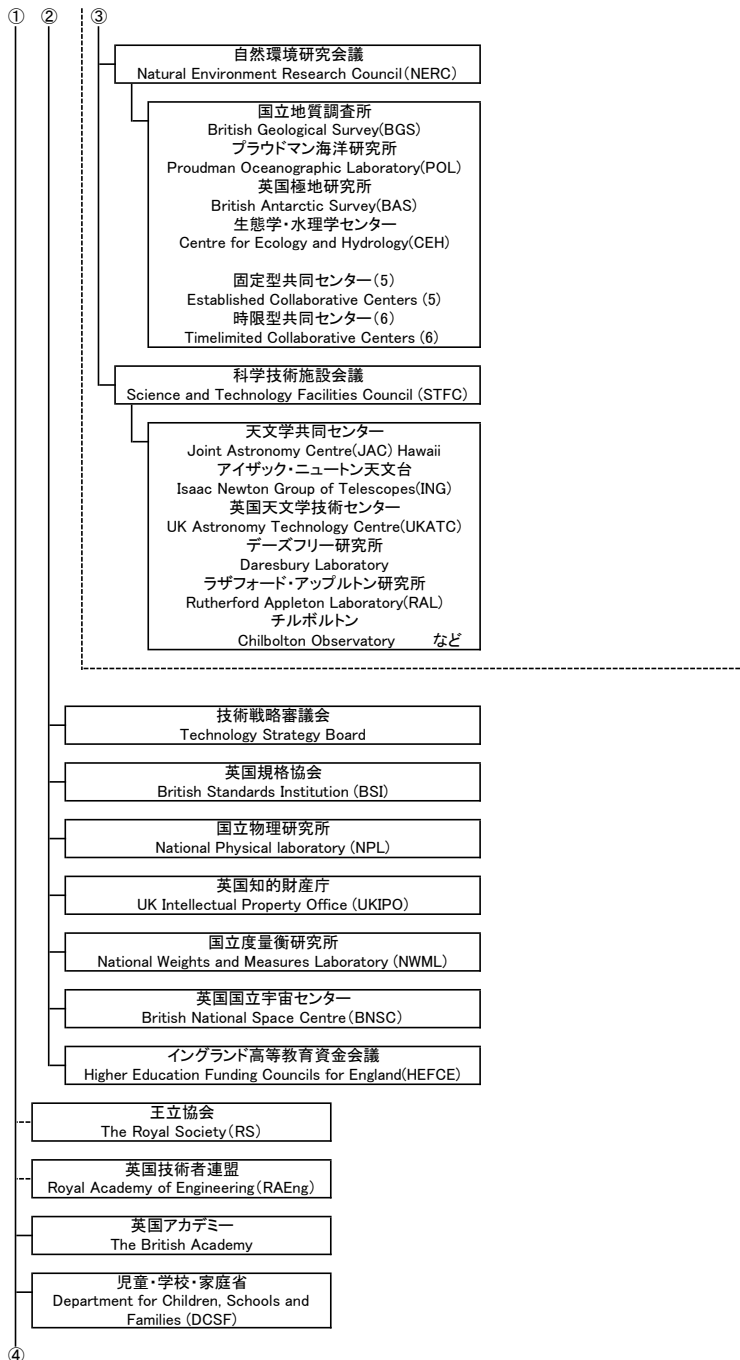 ① ② ③
自然環境研究会議
Natural Environment Research Council(NERC)
国立地質調査所
British Geological Survey(BGS)
プラウドマン海洋研究所
Proudman Oceanographic Laboratory(POL)
英国極地研究所
British Antarctic Survey(BAS)
生態学・水理学センター
Centre for Ecology and Hydrology(CEH)
固定型共同センター(5)
Established Collaborative Centers (5)
時限型共同センター(6)
Timelimited Collaborative Centers (6)
科学技術施設会議
Science and Technology Facilities Council (STFC)
天文学共同センター
Joint Astronomy Centre(JAC) Hawaii
アイザック・ニュートン天文台
Isaac Newton Group of Telescopes(ING)
英国天文学技術センター
UK Astronomy Technology Centre(UKATC)
デーズフリー研究所
Daresbury Laboratory
ラザフォード・アップルトン研究所
Rutherford Appleton Laboratory(RAL)
チルボルトン
Chilbolton Observatory など
技術戦略審議会
Technology Strategy Board
英国規格協会
British Standards Institution (BSI)
国立物理研究所
National Physical laboratory (NPL)
英国知的財産庁
UK Intellectual Property Office (UKIPO)
国立度量衡研究所
National Weights and Measures Laboratory (NWML)
英国国立宇宙センター
British National Space Centre(BNSC)
イングランド高等教育資金会議
Higher Education Funding Councils for England(HEFCE)
王立協会
The Royal Society(RS)
英国技術者連盟
Royal Academy of Engineering(RAEng)
英国アカデミー
The British Academy
児童・学校・家庭省
Department for Children, Schools and
Families (DCSF)
④